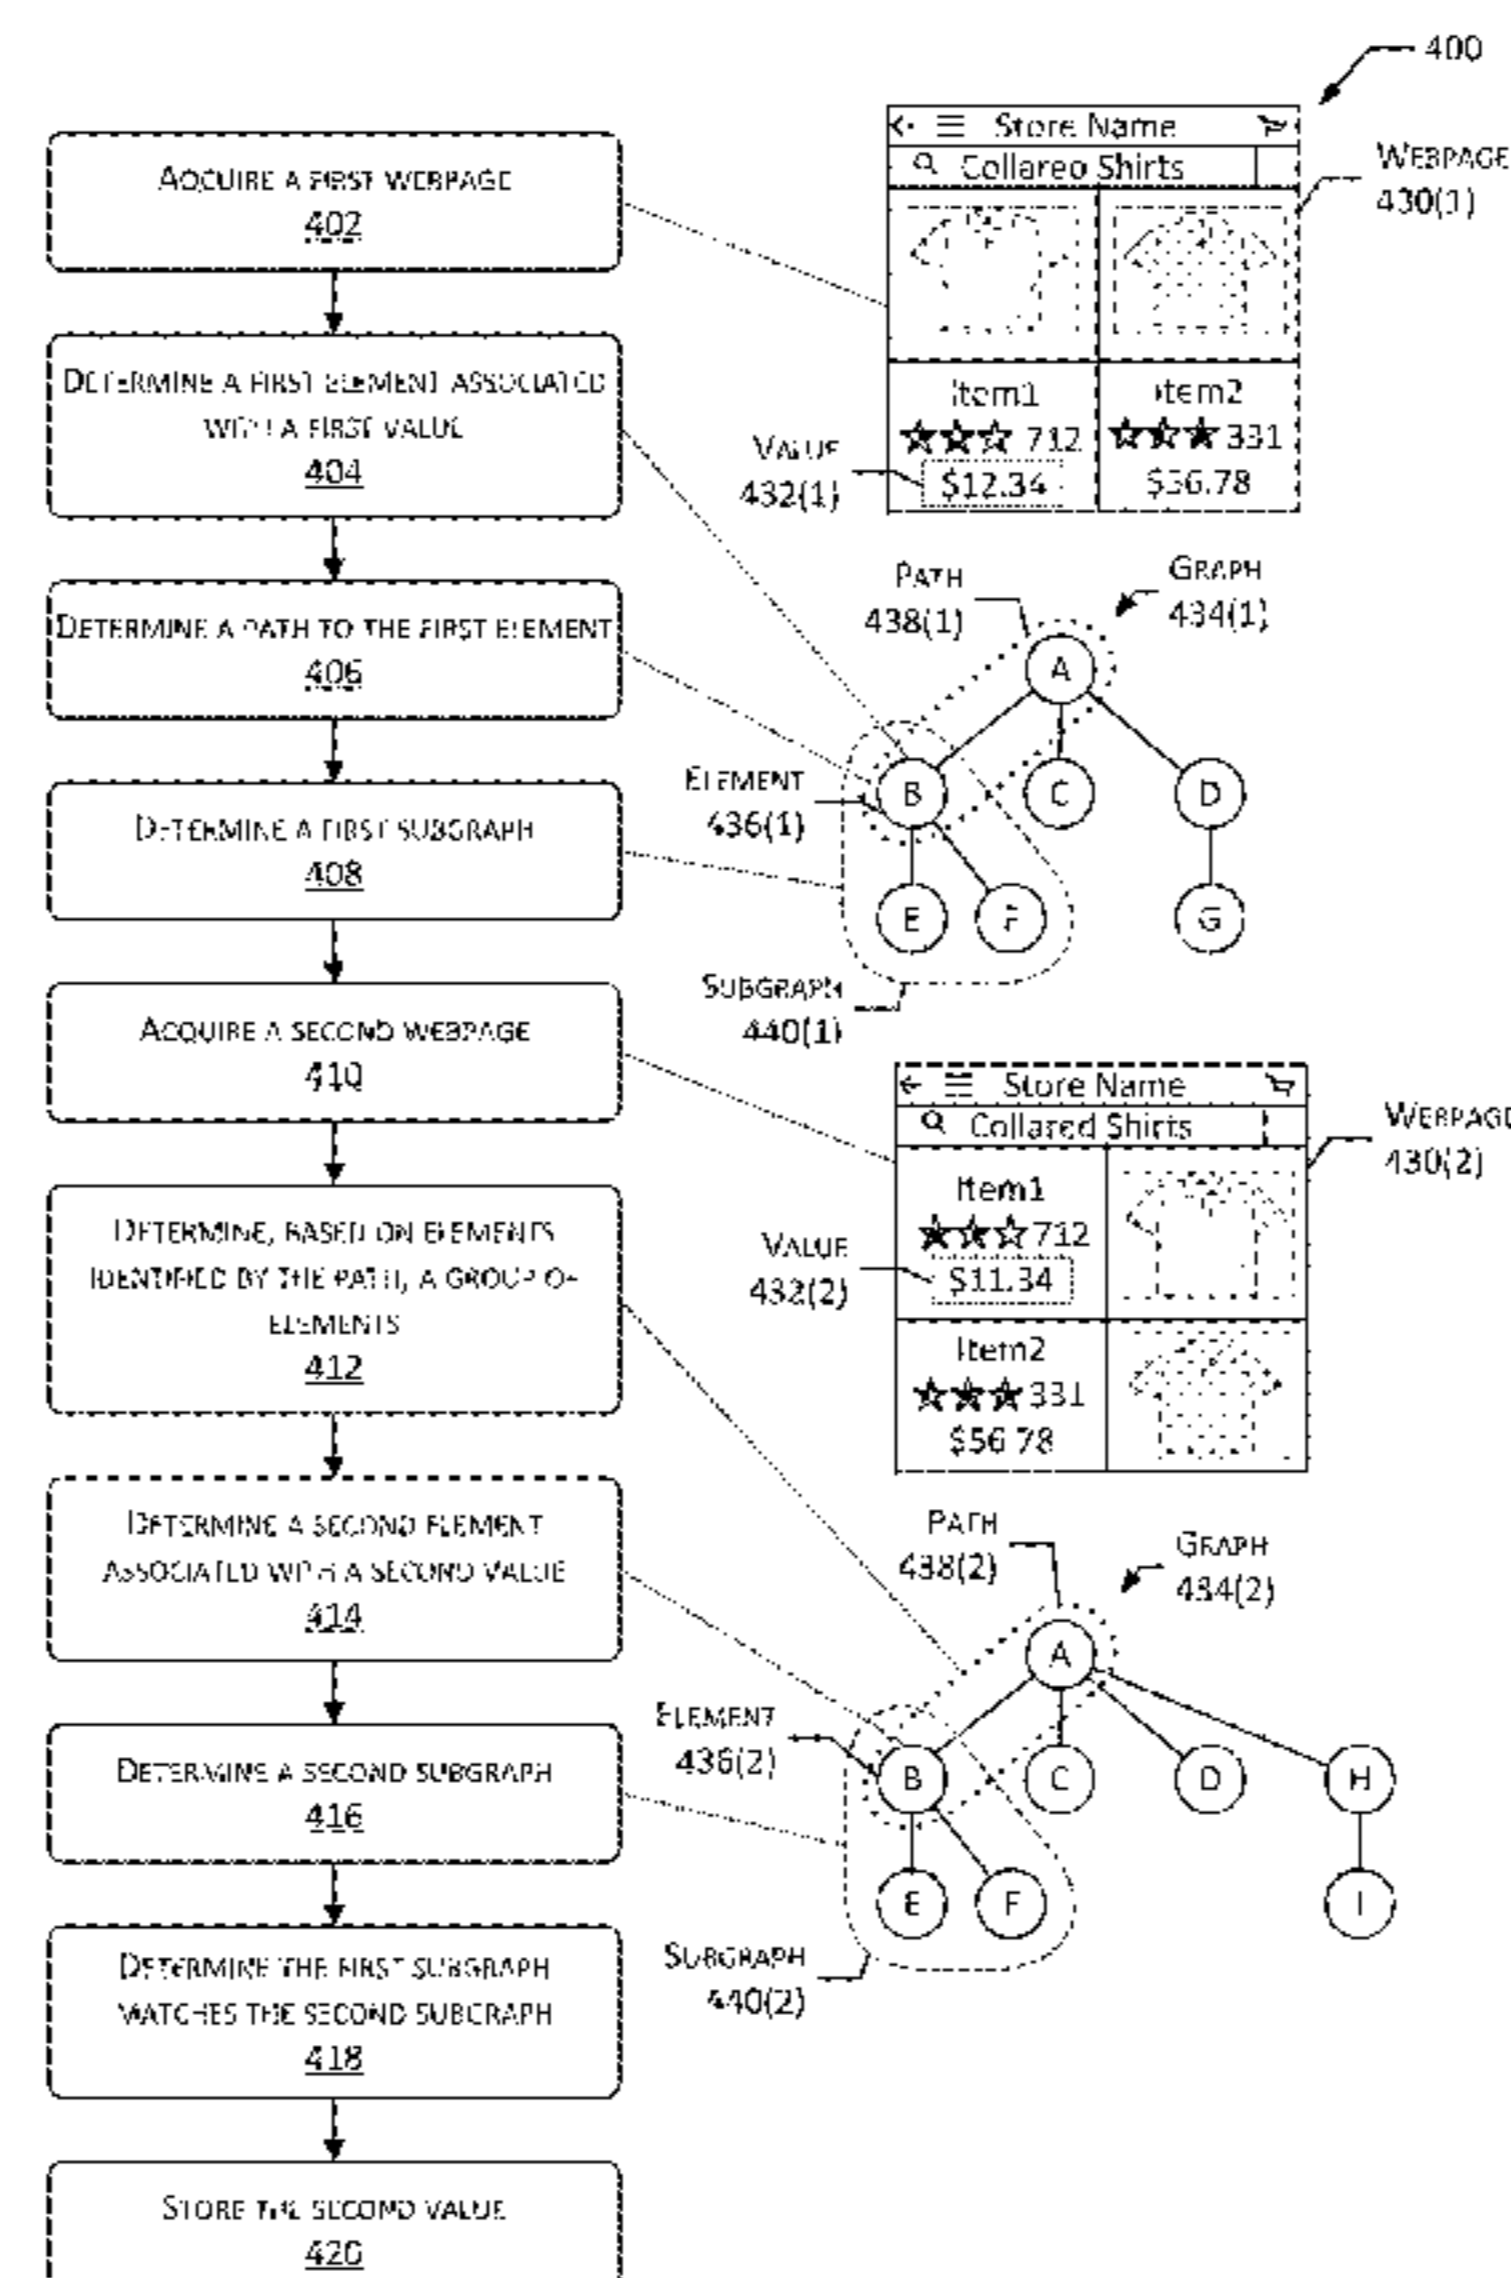 400
ACQUIRE A FIRST WEBPAGE
402
DETERMINE A FIRST ELEMENT ASSOCIATED
WITH A FIRST VALUE
404
DETERMINE A PATH TO THE FIRST ELEMENT
406
DETERMINE A FIRST SUBGRAPH
408
ACQUIRE A SECOND WEBPAGE
410
DETERMINE, BASED ON ELEMENTS
IDENTIFIED BY THE PATH, A GROUP OF
ELEMENTS
412
DETERMINE A SECOND ELEMENT
ASSOCIATED WITH A SECOND VALUE
414
DETERMINE A SECOND SUBGRAPH
416
DETERMINE THE FIRST SUBGRAPH
MATCHES THE SECOND SUBGRAPH
418
STORE THE SECOND VALUE
420
Store Name
Collared Shirts
WEBPAGE
430(1)
Item1
712
$12.34
Item2
331
$56.78
VALUE
432(1)
PATH
438(1)
GRAPH
434(1)
A
B
C
D
E
F
G
ELEMENT
436(1)
SUBGRAPH
440(1)
Store Name
Collared Shirts
WEBPAGE
430(2)
Item1
712
$11.34
Item2
331
$56.78
VALUE
432(2)
PATH
438(2)
GRAPH
434(2)
A
B
C
D
H
E
F
I
ELEMENT
436(2)
SUBGRAPH
440(2)